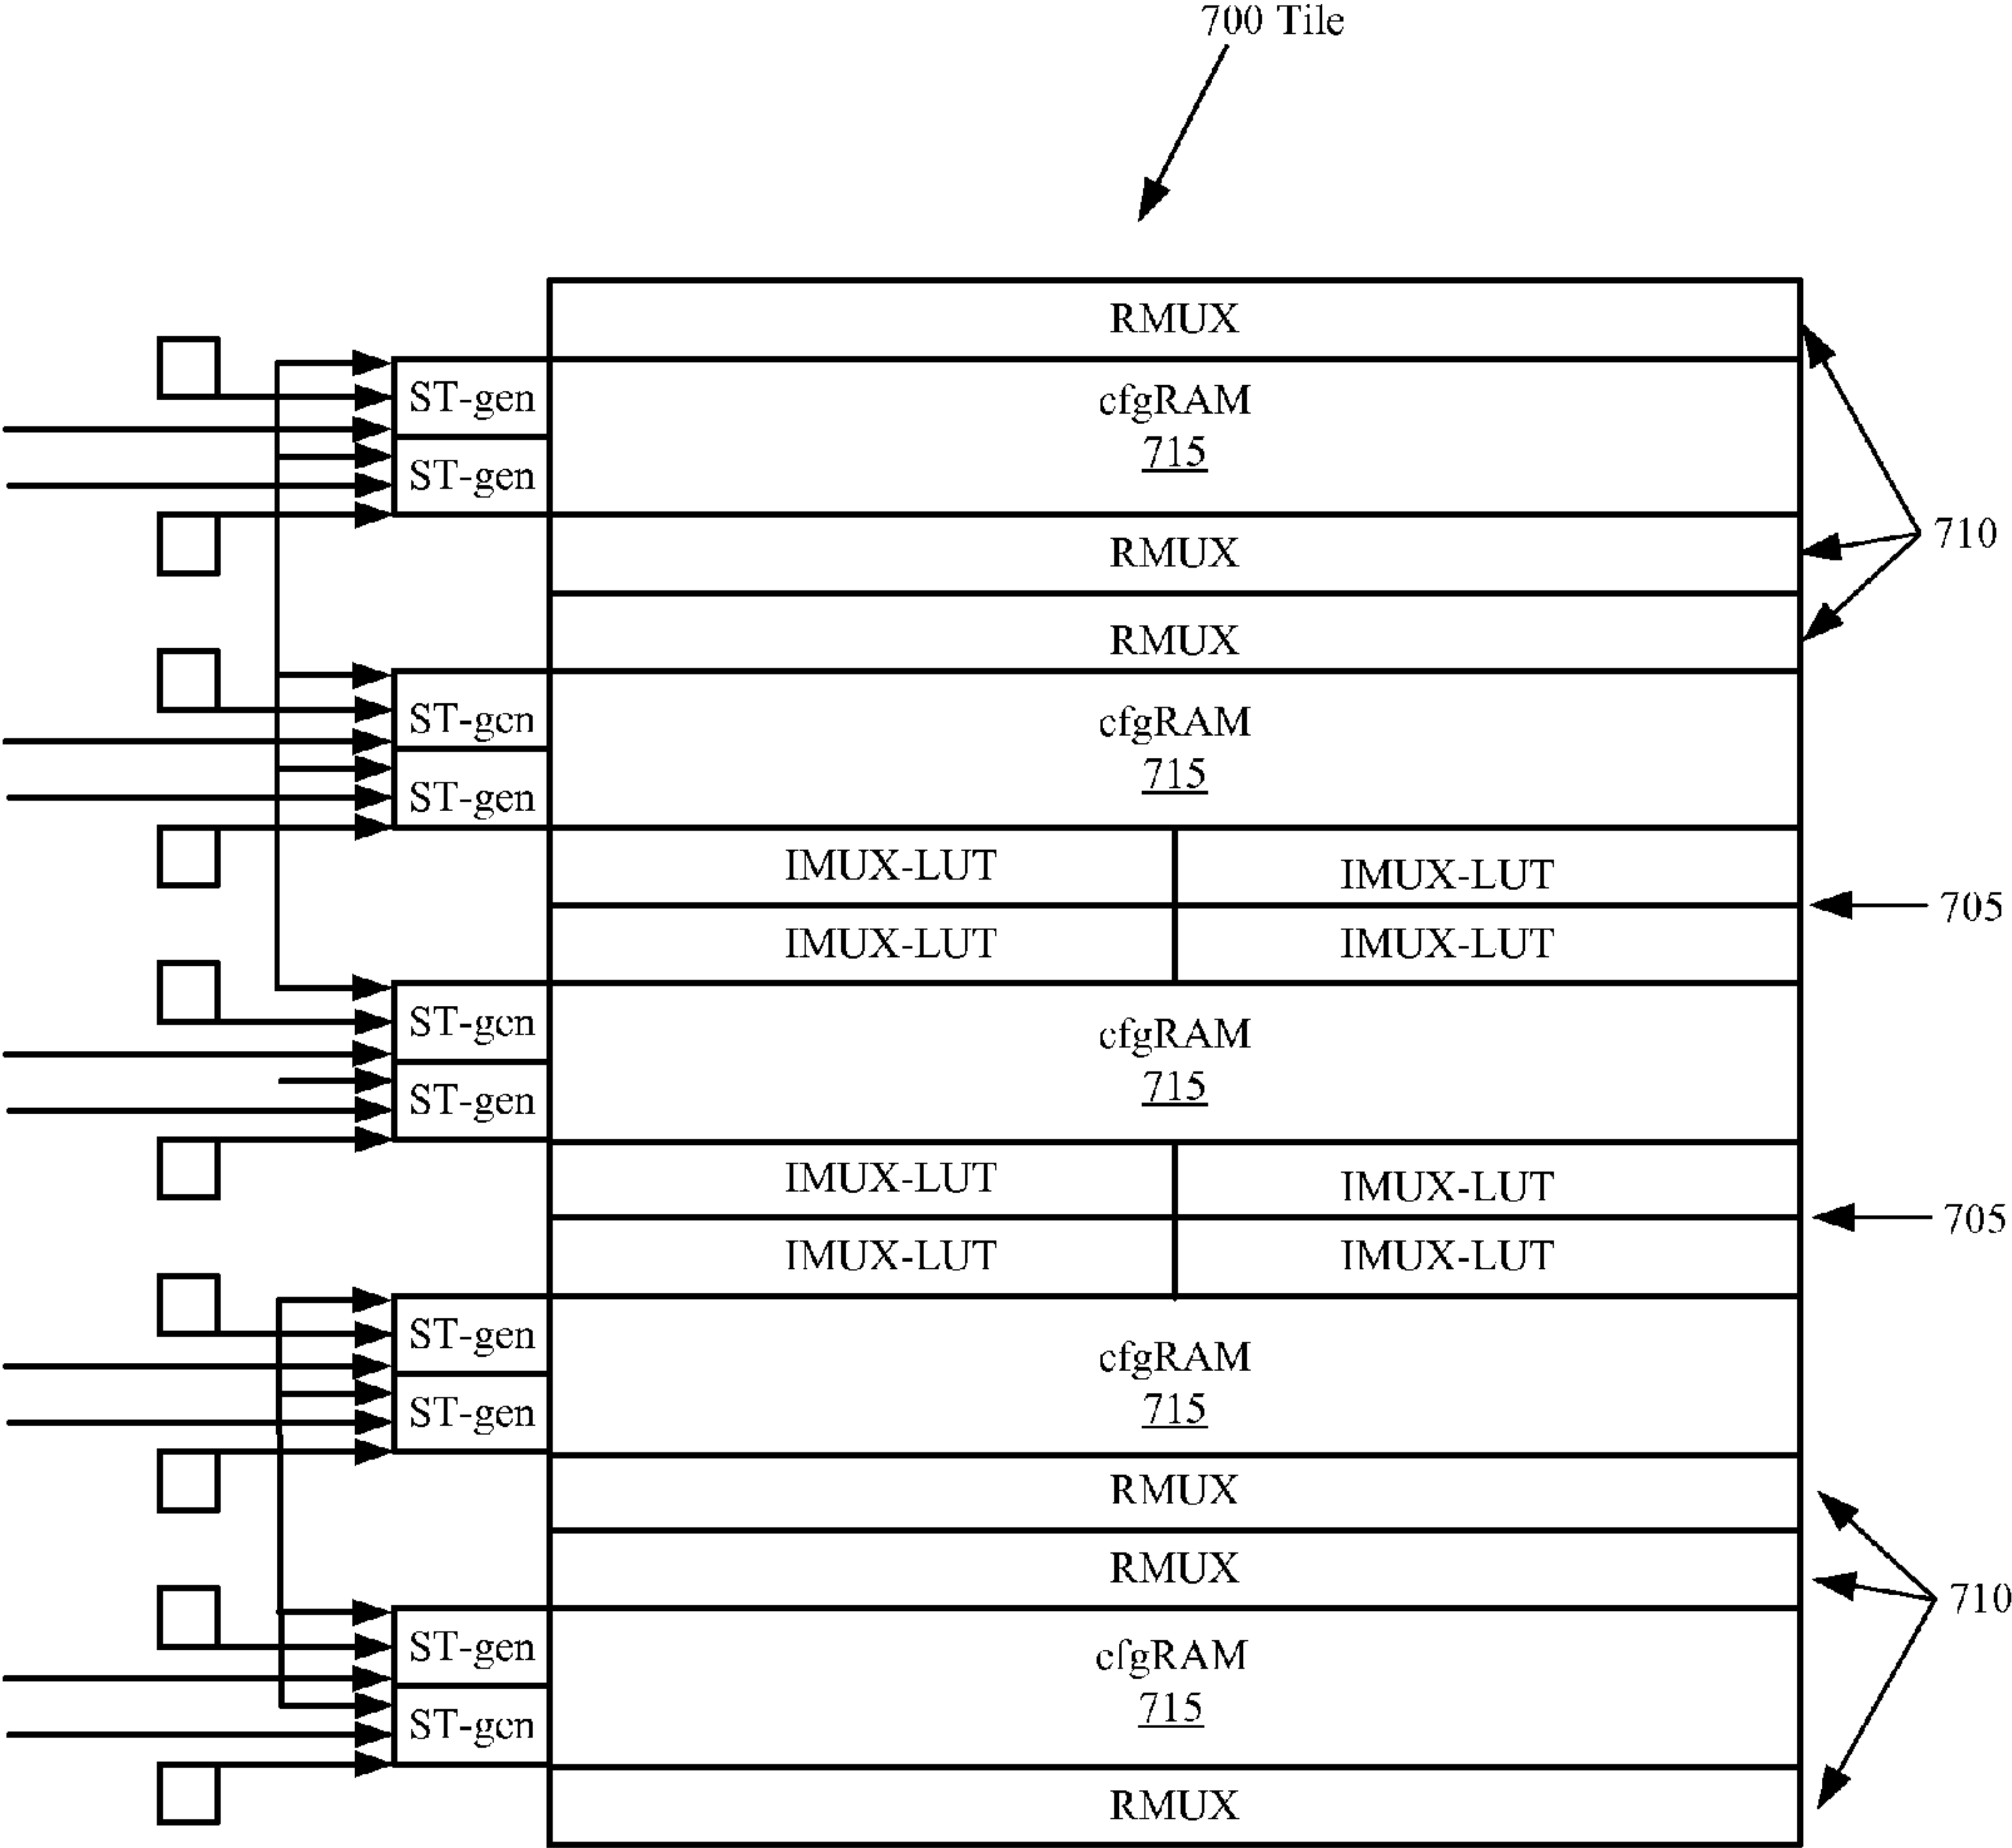 700 Tile
RMUX
ST-gen
cfgRAM
715
ST-gen
RMUX
710
RMUX
ST-gen
cfgRAM
715
ST-gen
IMUX-LUT IMUX-LUT
705
IMUX-LUT IMUX-LUT
ST-gen
cfgRAM
715
ST-gen
IMUX-LUT IMUX-LUT
705
IMUX-LUT IMUX-LUT
ST-gen
cfgRAM
715
ST-gen
RMUX
RMUX
710
ST-gen
cfgRAM
715
ST-gen
RMUX